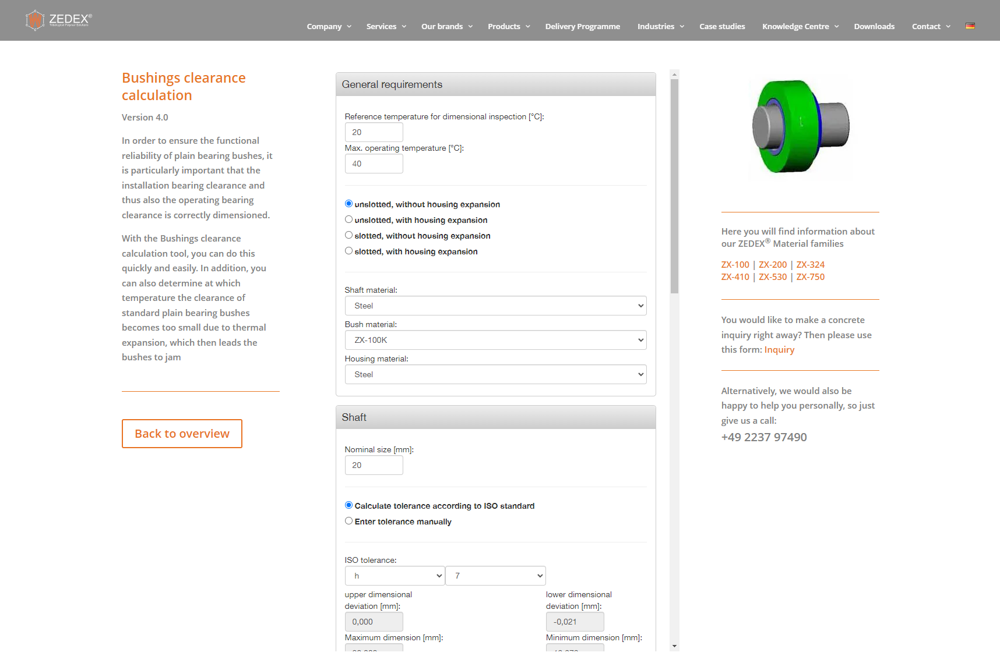 ZEDEX®
Tribological Polymer Solutions
Company
Services
Our brands
Products
Delivery Programme
Industries
Case studies
Knowledge Centre
Downloads
Contact
Bushings clearance
calculation
Version 4.0
In order to ensure the functional
reliability of plain bearing bushes, it
is particularly important that the
installation bearing clearance and
thus also the operating bearing
clearance is correctly dimensioned.
With the Bushings clearance
calculation tool, you can do this
quickly and easily. In addition, you
can also determine at which
temperature the clearance of
standard plain bearing bushes
becomes too small due to thermal
expansion, which then leads the
bushes to jam
Back to overview
General requirements
Reference temperature for dimensional inspection [°C]:
20
Max. operating temperature [°C]:
40
unslotted, without housing expansion
unslotted, with housing expansion
slotted, without housing expansion
slotted, with housing expansion
Shaft material:
Steel
Bush material:
ZX-100K
Housing material:
Steel
Shaft
Nominal size [mm]:
20
Calculate tolerance according to ISO standard
Enter tolerance manually
ISO tolerance:
h 7
upper dimensional lower dimensional
deviation [mm]: deviation [mm]:
0,000 -0,021
Maximum dimension [mm]: Minimum dimension [mm]:
Here you will find information about
our ZEDEX® Material families
ZX-100 | ZX-200 | ZX-324
ZX-410 | ZX-530 | ZX-750
You would like to make a concrete
inquiry right away? Then please use
this form: Inquiry
Alternatively, we would also be
happy to help you personally, so just
give us a call:
+49 2237 97490